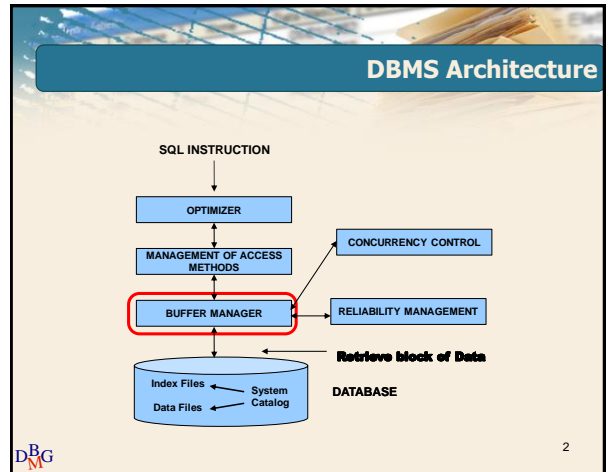 DBMS Architecture
SQL INSTRUCTION
OPTIMIZER
MANAGEMENT OF ACCESS
METHODS
CONCURRENCY CONTROL
BUFFER MANAGER
RELIABILITY MANAGEMENT
Retrieve block of Data
Index Files
System
Catalog
Data Files
DATABASE
DBMG
2